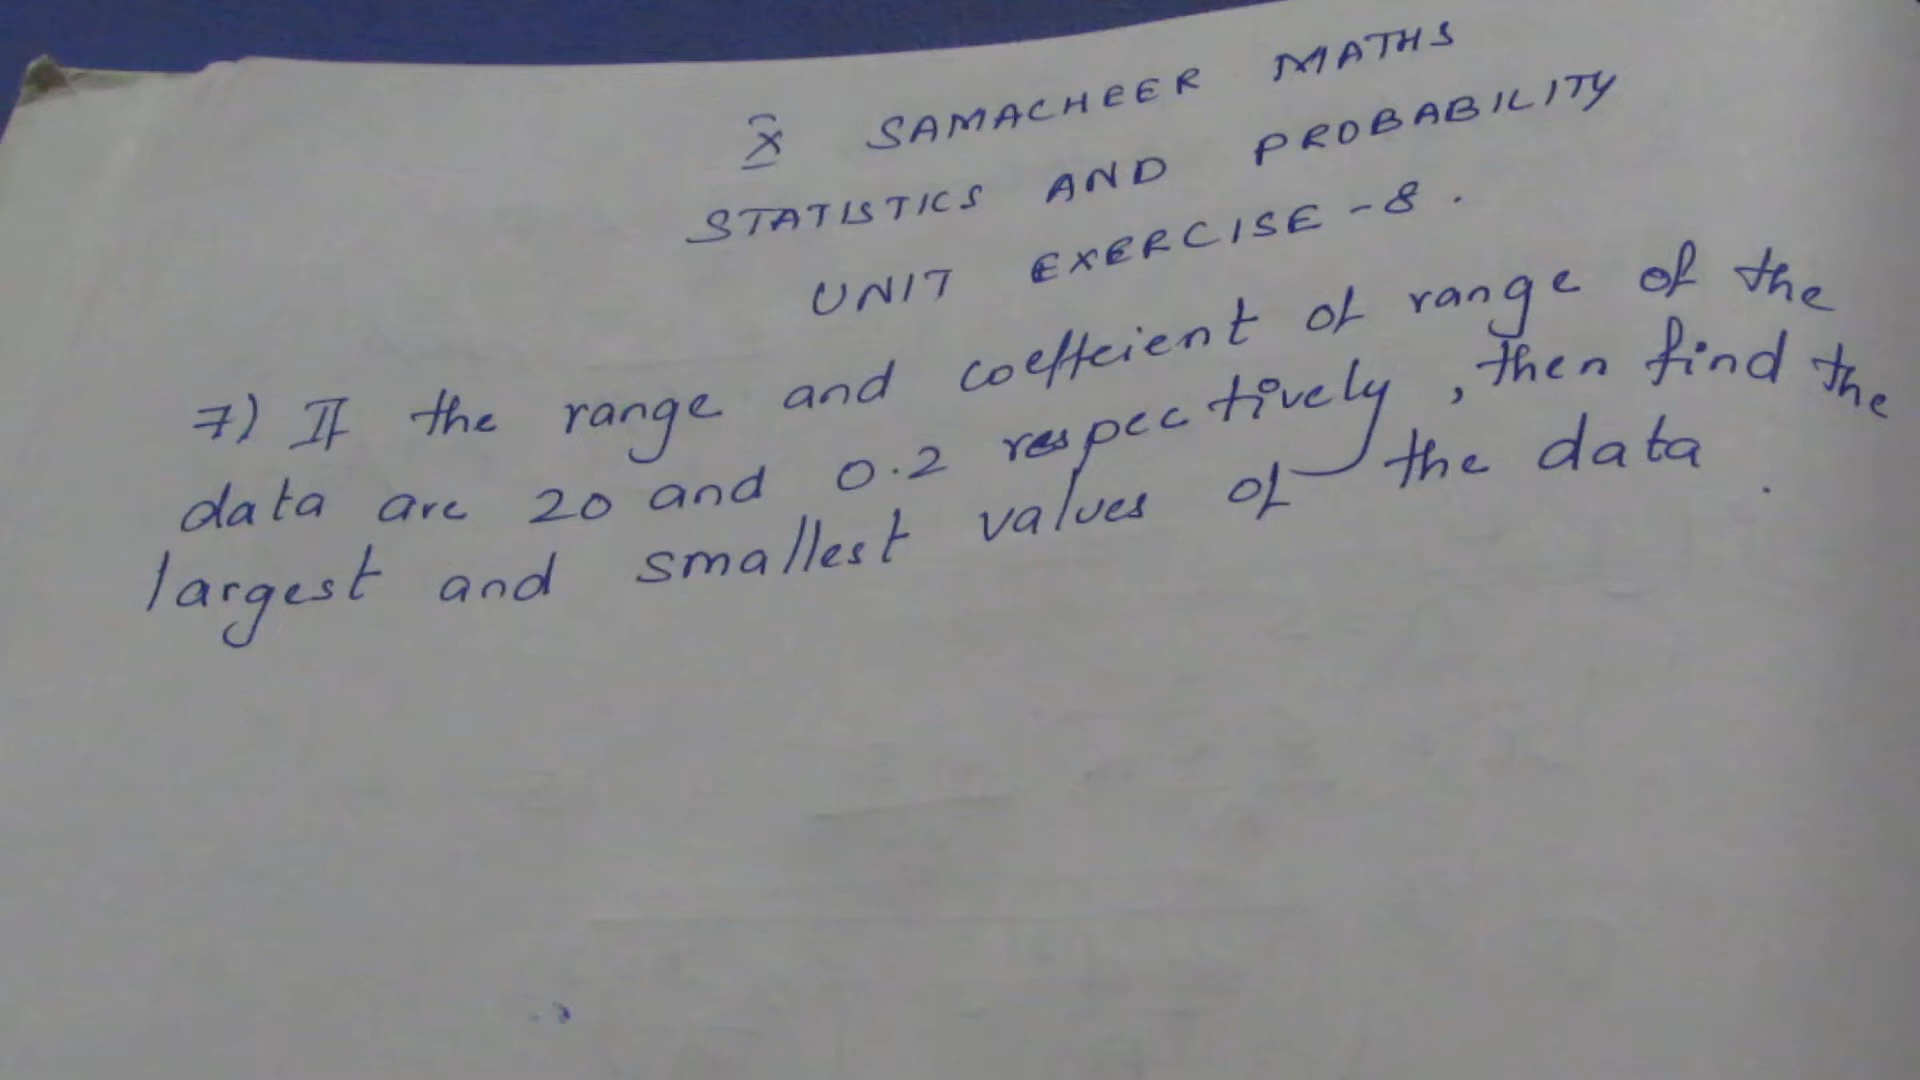 X SAMACHEER MATHS
STATISTICS AND PROBABILITY
UNIT EXERCISE - 8.
7) If the range and coefficient of range of the
data are 20 and 0.2 respectively, then find the
largest and smallest values of the data.